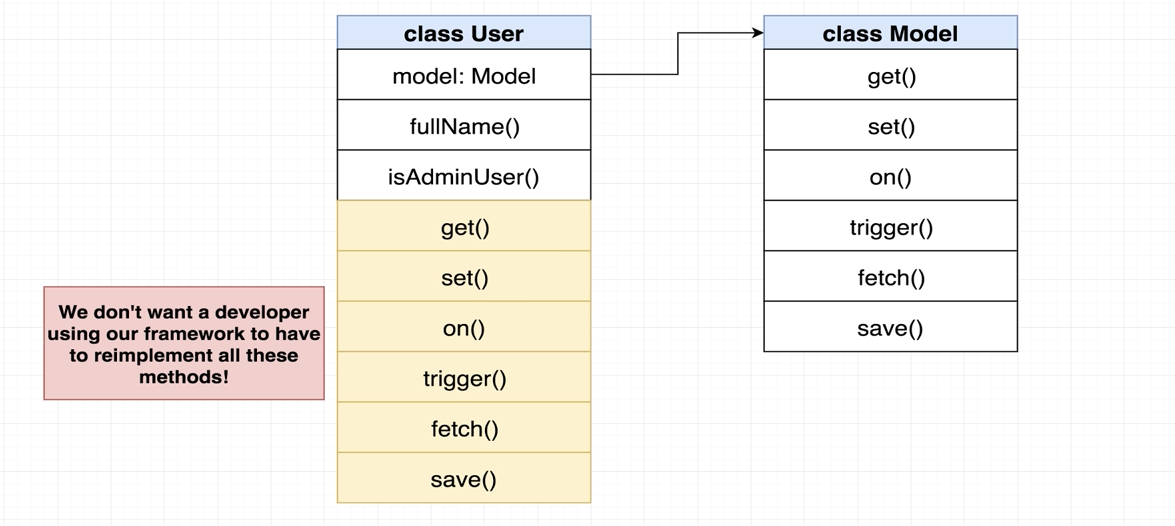 class User
model: Model
fullName()
isAdminUser()
get()
set()
on()
trigger()
fetch()
save()
We don't want a developer
using our framework to have
to reimplement all these
methods!
class Model
get()
set()
on()
trigger()
fetch()
save()